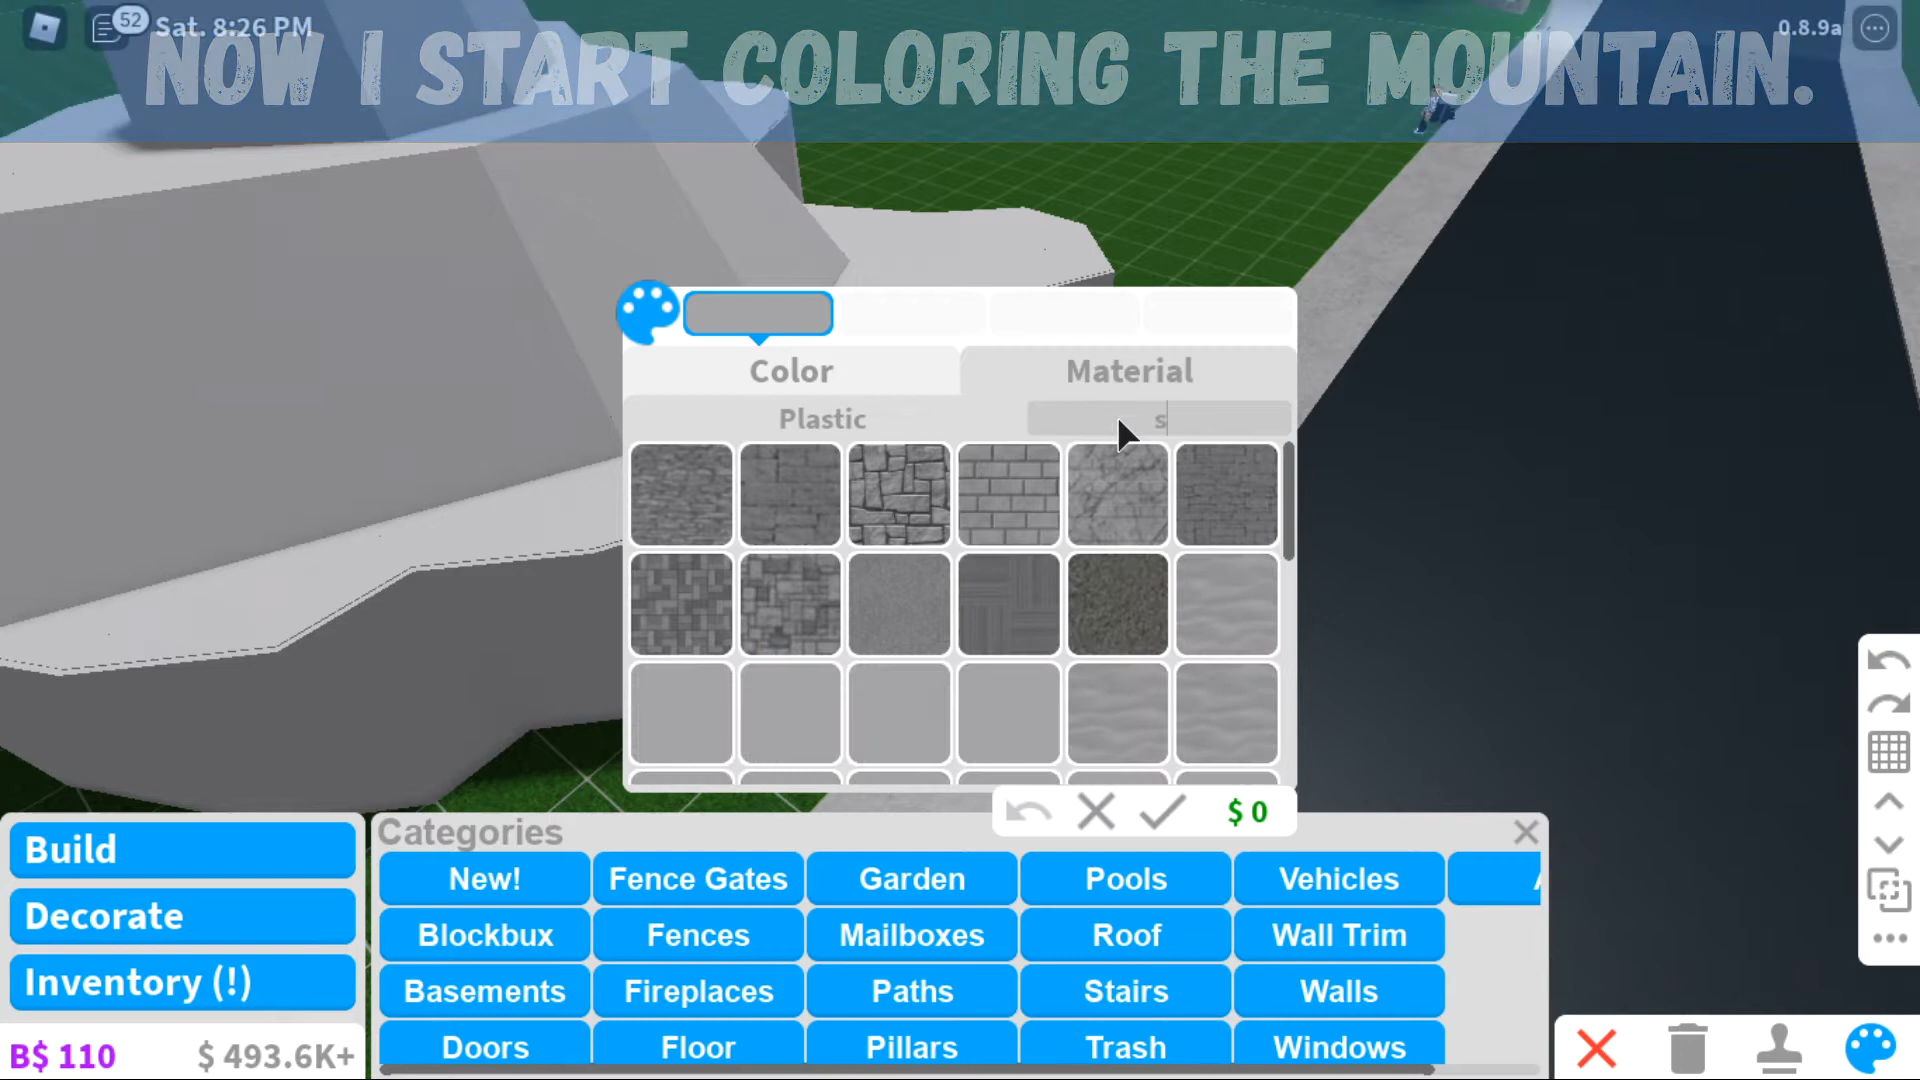 52 Sat. 8:26 PM
0.8.9a
NOW I START COLORING THE MOUNTAIN.
Color Material
Plastic s
$ 0
Categories
Build
Decorate
Inventory (!)
B$ 110 $ 493.6K+
New! Fence Gates Garden Pools Vehicles
Blockbux Fences Mailboxes Roof Wall Trim
Basements Fireplaces Paths Stairs Walls
Doors Floor Pillars Trash Windows